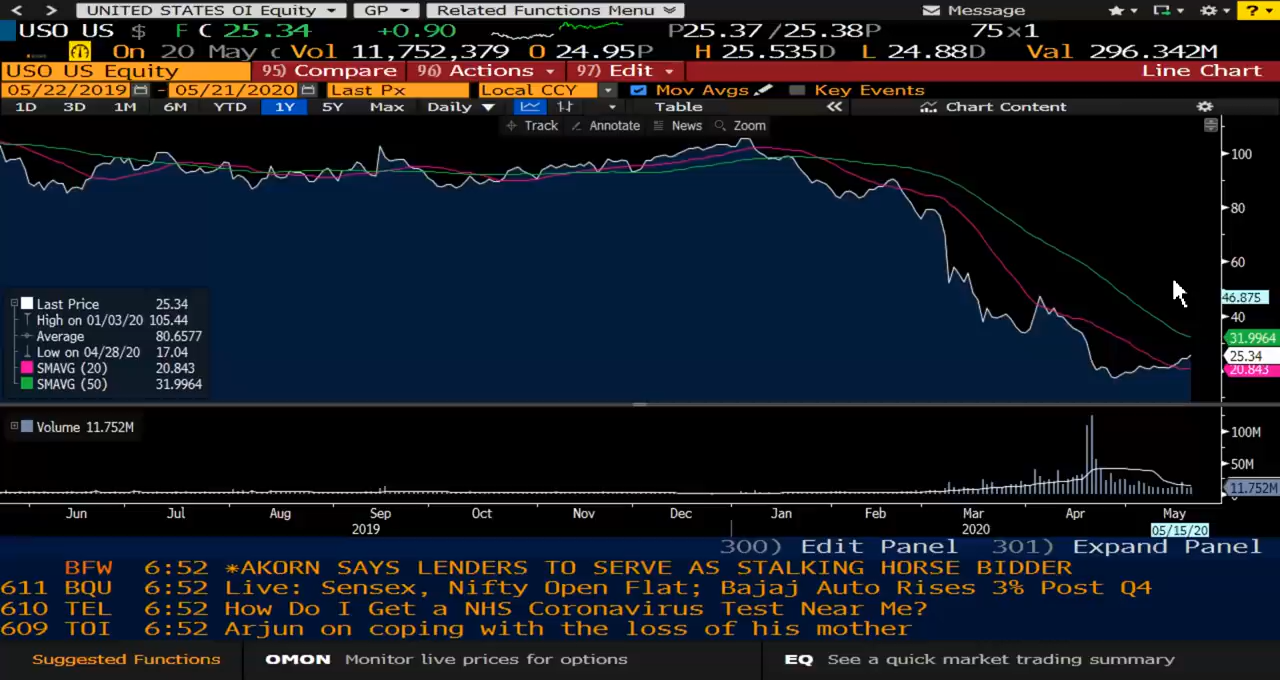 < > UNITED STATES OI Equity GP Related Functions Menu Message ?
USO US $ F C 25.34 +0.90 P25.37/25.38P 75×1
On 20 May Vol 11,752,379 O 24.95P H 25.535D L 24.88D Val 296.342M
USO US Equity 95) Compare 96) Actions 97) Edit Line Chart
05/22/2019 - 05/21/2020 Last Px Local CCY Mov Avgs Key Events
1D 3D 1M 6M YTD 1Y 5Y Max Daily Table Chart Content
Track Annotate News Zoom
100
80
60
46.875
40
31.9964
25.34
20.843
Last Price 25.34
High on 01/03/20 105.44
Average 80.6577
Low on 04/28/20 17.04
SMAVG (20) 20.843
SMAVG (50) 31.9964
Volume 11.752M
100M
50M
11.752M
Jun Jul Aug Sep Oct Nov Dec Jan Feb Mar Apr May
2019 2020 05/15/20
300) Edit Panel 301) Expand Panel
BFW 6:52 *AKORN SAYS LENDERS TO SERVE AS STALKING HORSE BIDDER
611 BQU 6:52 Live: Sensex, Nifty Open Flat; Bajaj Auto Rises 3% Post Q4
610 TEL 6:52 How Do I Get a NHS Coronavirus Test Near Me?
609 TOI 6:52 Arjun on coping with the loss of his mother
Suggested Functions OMON Monitor live prices for options EQ See a quick market trading summary